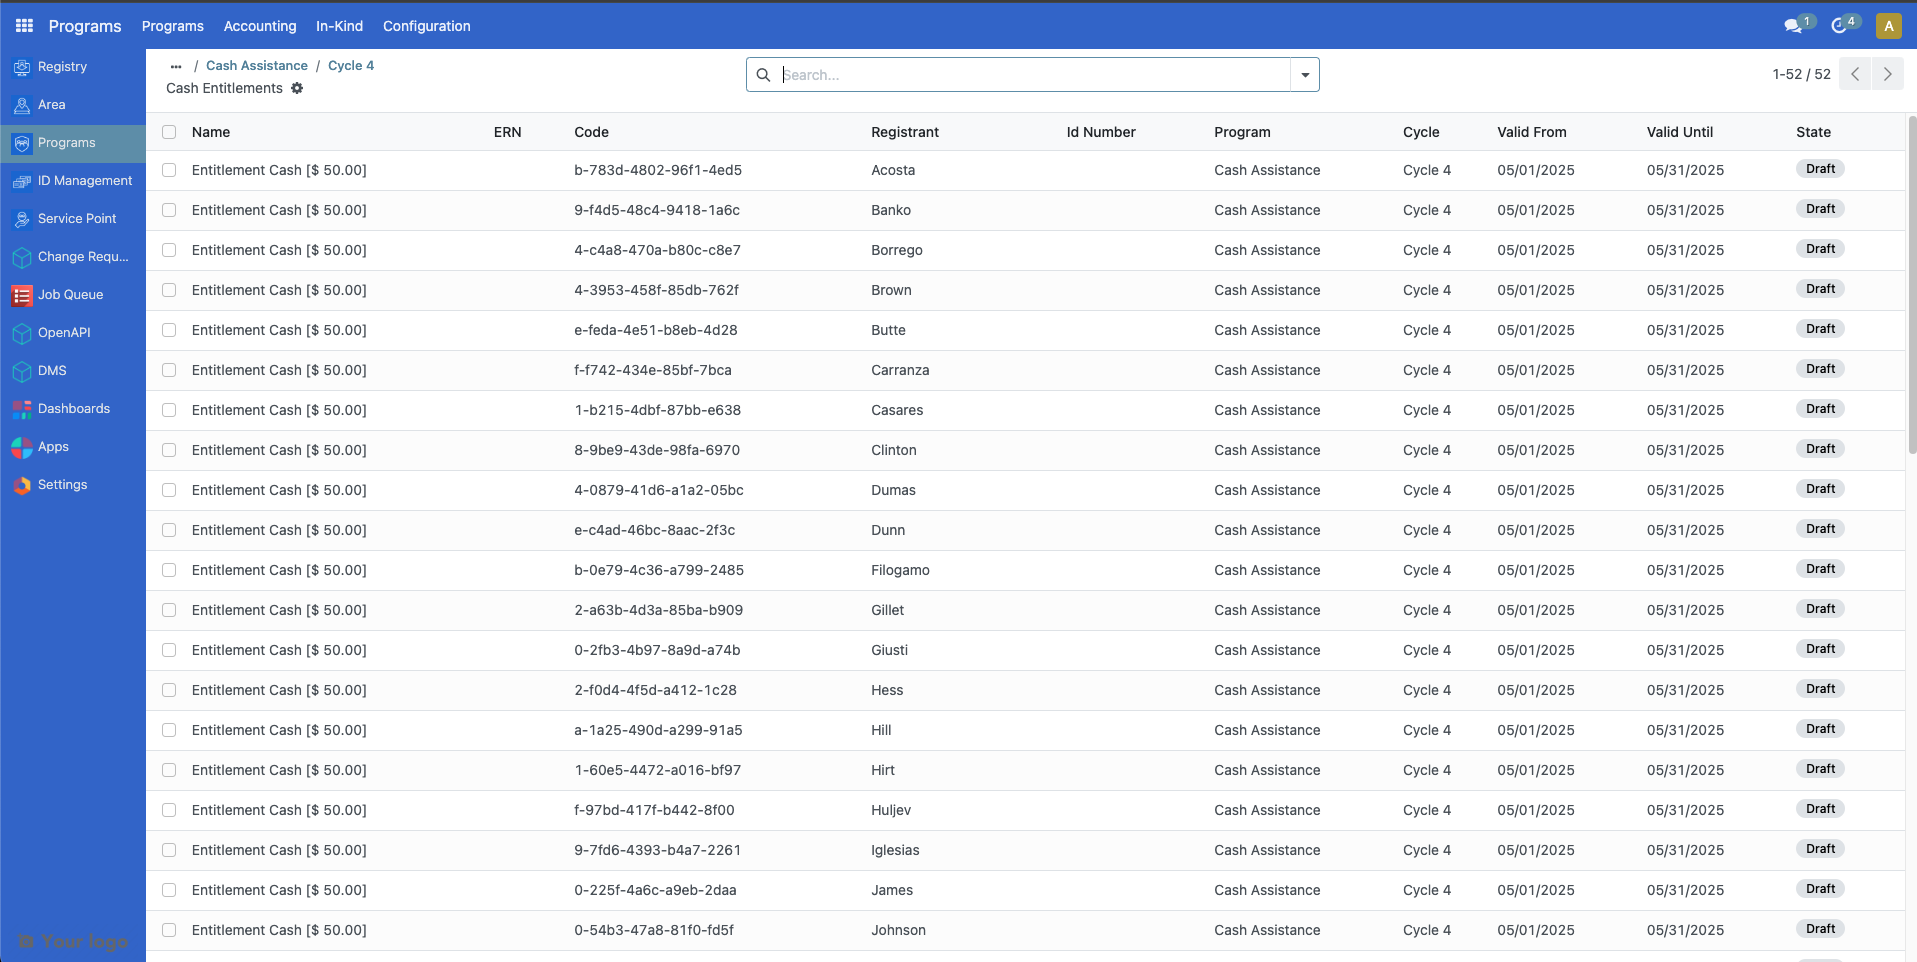 Programs Programs Accounting In-Kind Configuration 1 4 A
Registry
Area
Programs
ID Management
Service Point
Change Requ...
Job Queue
OpenAPI
DMS
Dashboards
Apps
Settings
Your logo
... / Cash Assistance / Cycle 4
Cash Entitlements
Search...
1-52 / 52
Name ERN Code Registrant Id Number Program Cycle Valid From Valid Until State
Entitlement Cash [$ 50.00] b-783d-4802-96f1-4ed5 Acosta Cash Assistance Cycle 4 05/01/2025 05/31/2025 Draft
Entitlement Cash [$ 50.00] 9-f4d5-48c4-9418-1a6c Banko Cash Assistance Cycle 4 05/01/2025 05/31/2025 Draft
Entitlement Cash [$ 50.00] 4-c4a8-470a-b80c-c8e7 Borrego Cash Assistance Cycle 4 05/01/2025 05/31/2025 Draft
Entitlement Cash [$ 50.00] 4-3953-458f-85db-762f Brown Cash Assistance Cycle 4 05/01/2025 05/31/2025 Draft
Entitlement Cash [$ 50.00] e-feda-4e51-b8eb-4d28 Butte Cash Assistance Cycle 4 05/01/2025 05/31/2025 Draft
Entitlement Cash [$ 50.00] f-f742-434e-85bf-7bca Carranza Cash Assistance Cycle 4 05/01/2025 05/31/2025 Draft
Entitlement Cash [$ 50.00] 1-b215-4dbf-87bb-e638 Casares Cash Assistance Cycle 4 05/01/2025 05/31/2025 Draft
Entitlement Cash [$ 50.00] 8-9be9-43de-98fa-6970 Clinton Cash Assistance Cycle 4 05/01/2025 05/31/2025 Draft
Entitlement Cash [$ 50.00] 4-0879-41d6-a1a2-05bc Dumas Cash Assistance Cycle 4 05/01/2025 05/31/2025 Draft
Entitlement Cash [$ 50.00] e-c4ad-46bc-8aac-2f3c Dunn Cash Assistance Cycle 4 05/01/2025 05/31/2025 Draft
Entitlement Cash [$ 50.00] b-0e79-4c36-a799-2485 Filogamo Cash Assistance Cycle 4 05/01/2025 05/31/2025 Draft
Entitlement Cash [$ 50.00] 2-a63b-4d3a-85ba-b909 Gillet Cash Assistance Cycle 4 05/01/2025 05/31/2025 Draft
Entitlement Cash [$ 50.00] 0-2fb3-4b97-8a9d-a74b Giusti Cash Assistance Cycle 4 05/01/2025 05/31/2025 Draft
Entitlement Cash [$ 50.00] 2-f0d4-4f5d-a412-1c28 Hess Cash Assistance Cycle 4 05/01/2025 05/31/2025 Draft
Entitlement Cash [$ 50.00] a-1a25-490d-a299-91a5 Hill Cash Assistance Cycle 4 05/01/2025 05/31/2025 Draft
Entitlement Cash [$ 50.00] 1-60e5-4472-a016-bf97 Hirt Cash Assistance Cycle 4 05/01/2025 05/31/2025 Draft
Entitlement Cash [$ 50.00] f-97bd-417f-b442-8f00 Huljev Cash Assistance Cycle 4 05/01/2025 05/31/2025 Draft
Entitlement Cash [$ 50.00] 9-7fd6-4393-b4a7-2261 Iglesias Cash Assistance Cycle 4 05/01/2025 05/31/2025 Draft
Entitlement Cash [$ 50.00] 0-225f-4a6c-a9eb-2daa James Cash Assistance Cycle 4 05/01/2025 05/31/2025 Draft
Entitlement Cash [$ 50.00] 0-54b3-47a8-81f0-fd5f Johnson Cash Assistance Cycle 4 05/01/2025 05/31/2025 Draft